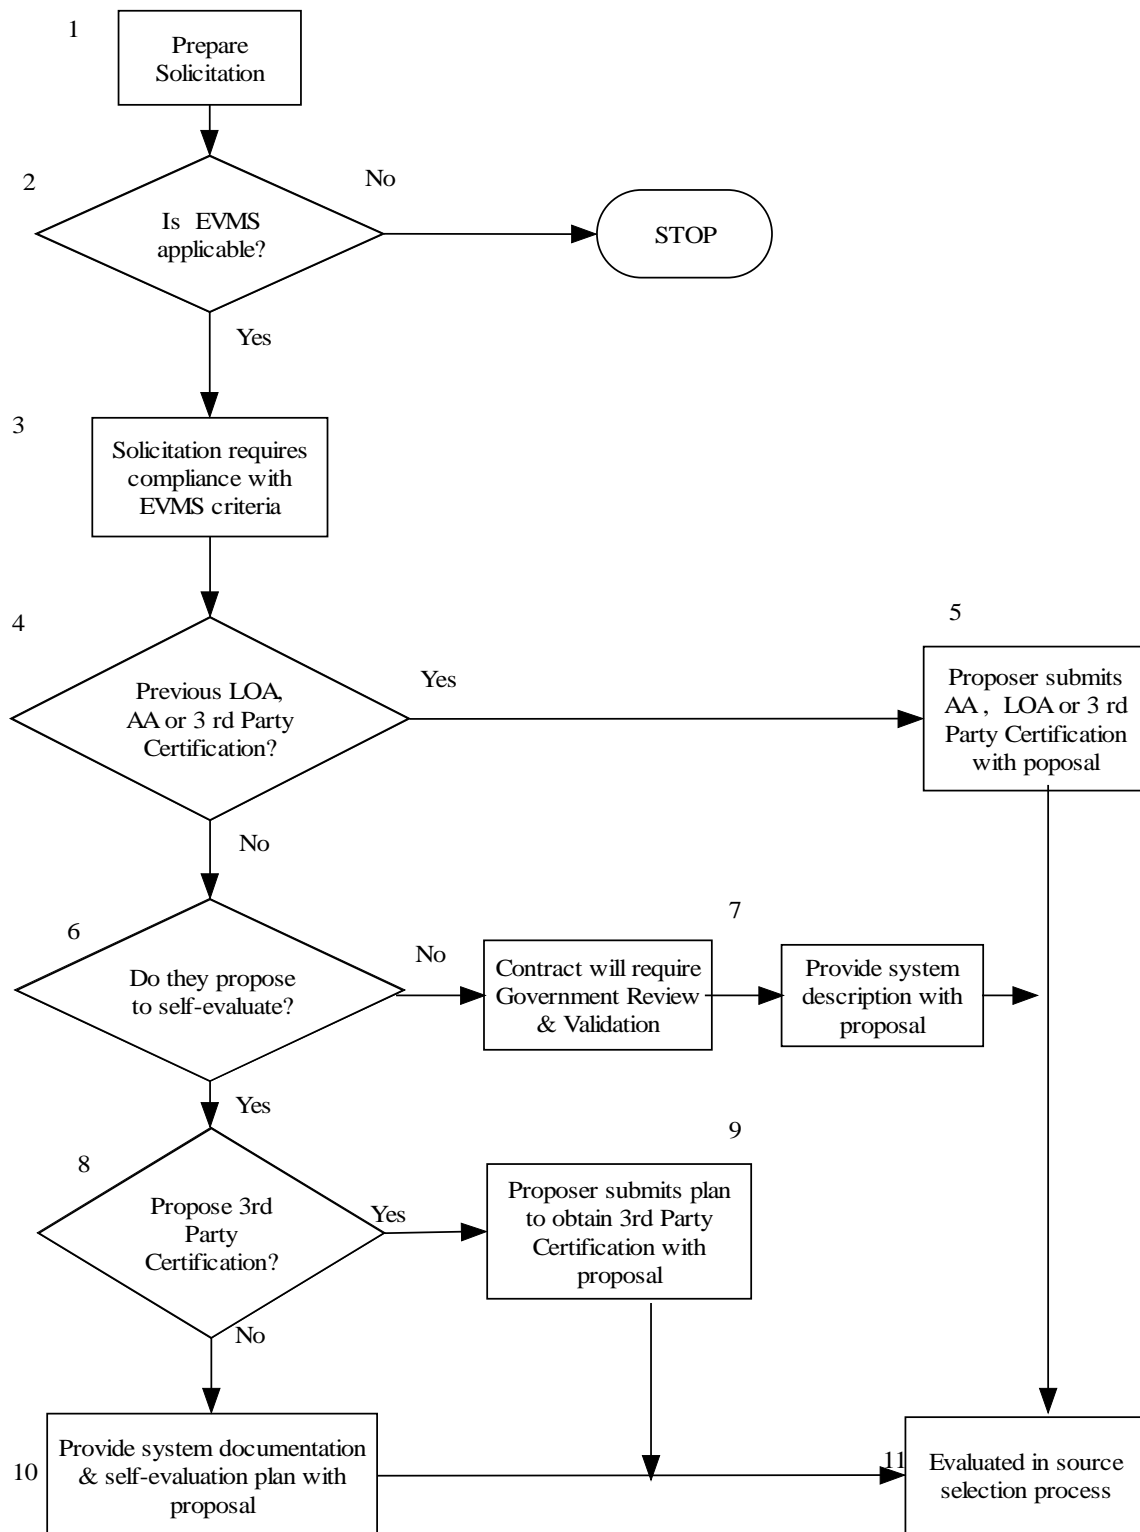 1
Prepare
Solicitation
2
No
Is EVMS
applicable?
STOP
Yes
3
Solicitation requires
compliance with
EVMS criteria
4
5
Previous LOA,
AA or 3 rd Party
Certification?
Yes
Proposer submits
AA , LOA or 3 rd
Party Certification
with poposal
No
6
7
Do they propose
to self-evaluate?
No
Contract will require
Government Review
& Validation
Provide system
description with
proposal
Yes
8
9
Propose 3rd
Party
Certification?
Yes
Proposer submits plan
to obtain 3rd Party
Certification with
proposal
No
10
Provide system documentation
& self-evaluation plan with
proposal
11
Evaluated in source
selection process